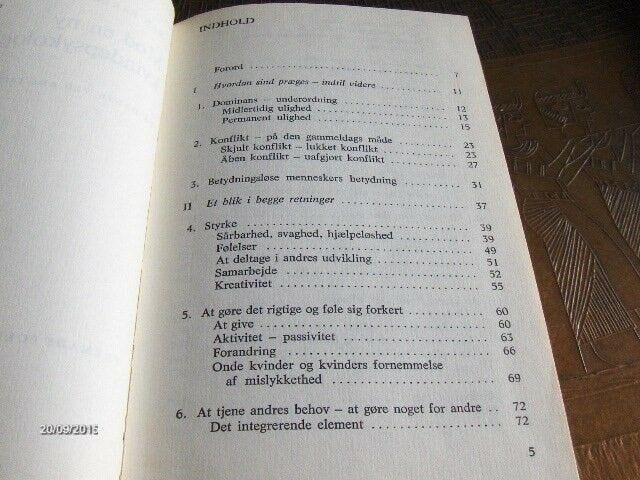 INDHOLD
Forord 7
I Hvordan sind præges – indtil videre 11
1. Dominans – underordning 12
Midlertidig ulighed 13
Permanent ulighed 15
2. Konflikt – på den gammeldags måde 23
Skjult konflikt – lukket konflikt 23
Åben konflikt – uafgjort konflikt 27
3. Betydningsløse menneskers betydning 31
II Et blik i begge retninger 37
4. Styrke 39
Sårbarhed, svaghed, hjælpeløshed 39
Følelser 49
At deltage i andres udvikling 51
Samarbejde 52
Kreativitet 55
5. At gøre det rigtige og føle sig forkert 60
At give 60
Aktivitet – passivitet 63
Forandring 66
Onde kvinder og kvinders fornemmelse
af mislykkethed 69
6. At tjene andres behov – at gøre noget for andre .. 72
Det integrerende element 72
5
20/09/2015